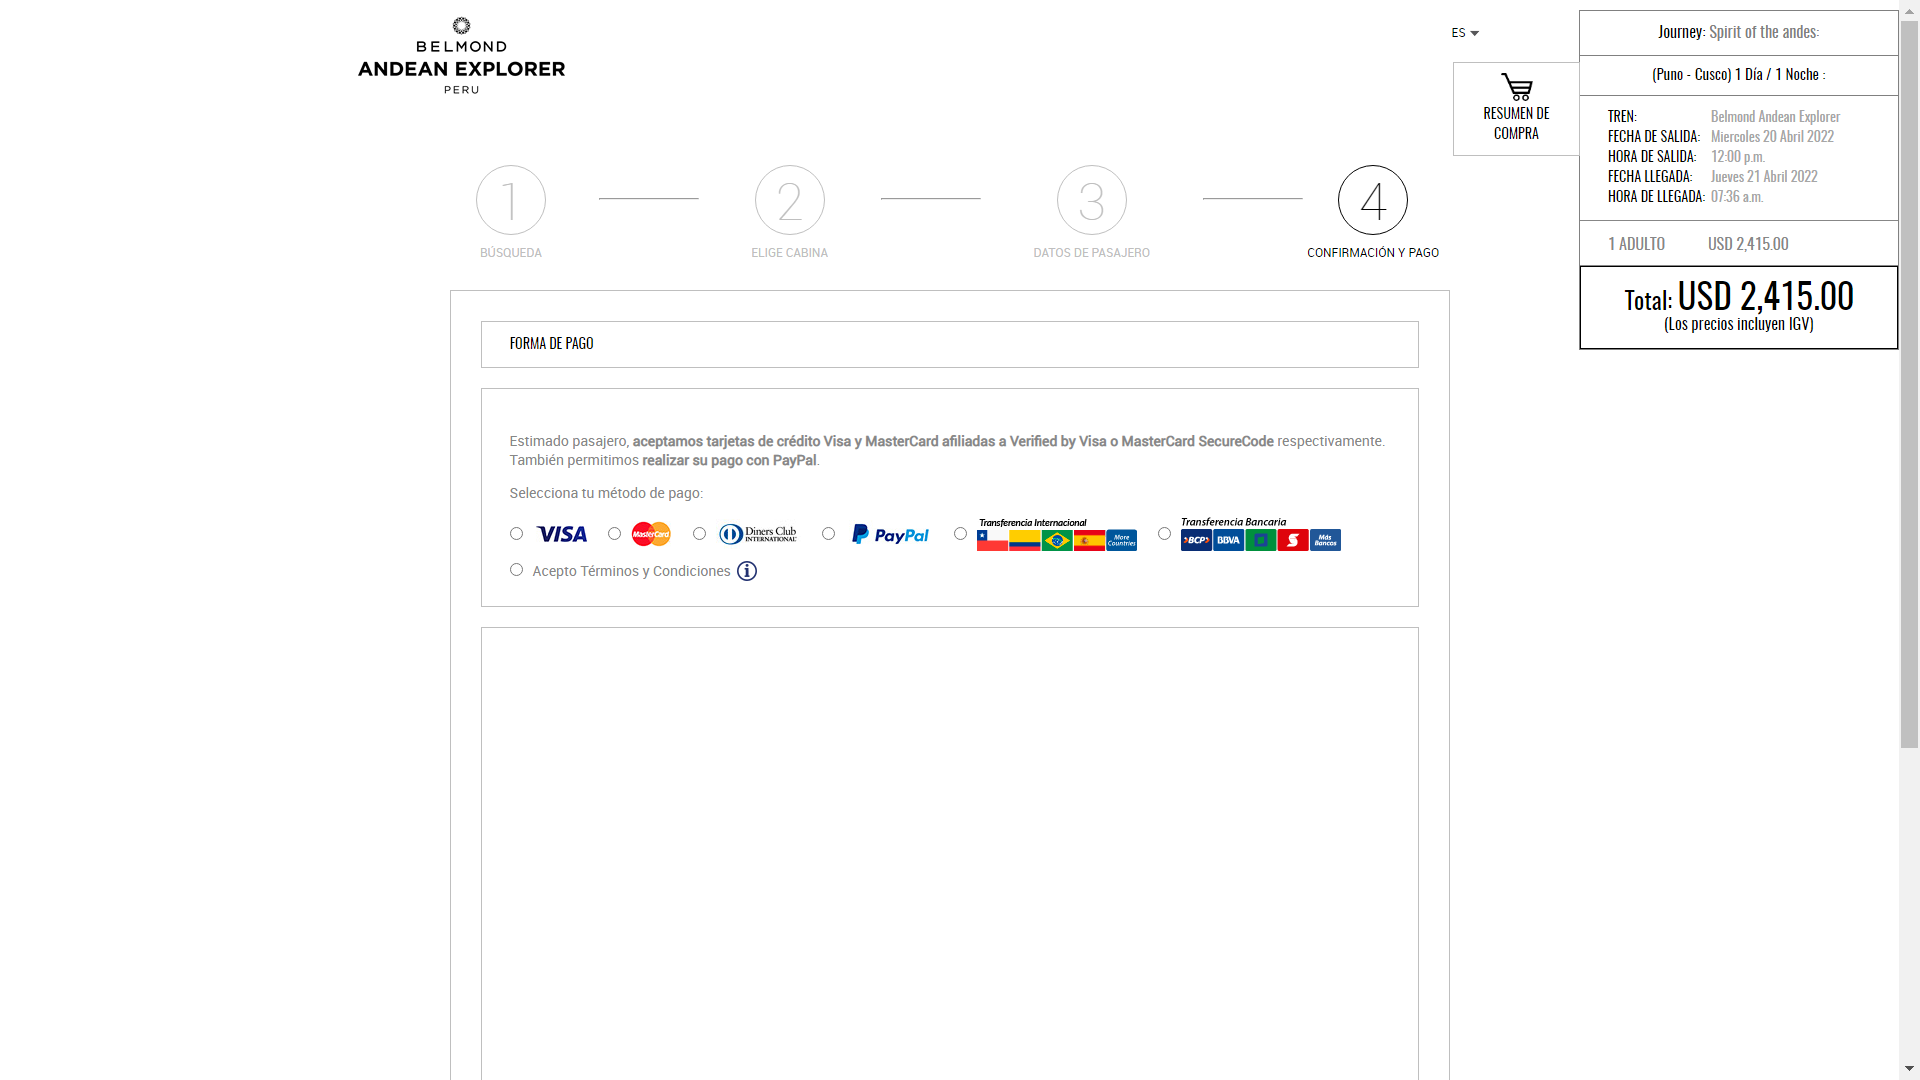 BELMOND
ANDEAN EXPLORER
PERU
ES
RESUMEN DE
COMPRA
Journey: Spirit of the andes:
(Puno - Cusco) 1 Día / 1 Noche :
TREN: Belmond Andean Explorer
FECHA DE SALIDA: Miercoles 20 Abril 2022
HORA DE SALIDA: 12:00 p.m.
FECHA LLEGADA: Jueves 21 Abril 2022
HORA DE LLEGADA: 07:36 a.m.
1 ADULTO USD 2,415.00
Total: USD 2,415.00
(Los precios incluyen IGV)
1
BÚSQUEDA
2
ELIGE CABINA
3
DATOS DE PASAJERO
4
CONFIRMACIÓN Y PAGO
FORMA DE PAGO
Estimado pasajero, aceptamos tarjetas de crédito Visa y MasterCard afiliadas a Verified by Visa o MasterCard SecureCode respectivamente.
También permitimos realizar su pago con PayPal.
Selecciona tu método de pago:
VISA
MasterCard
Diners Club
INTERNATIONAL
PayPal
Transferencia Internacional
More
Countries
Transferencia Bancaria
BCP
BBVA
Más
Bancos
Acepto Términos y Condiciones